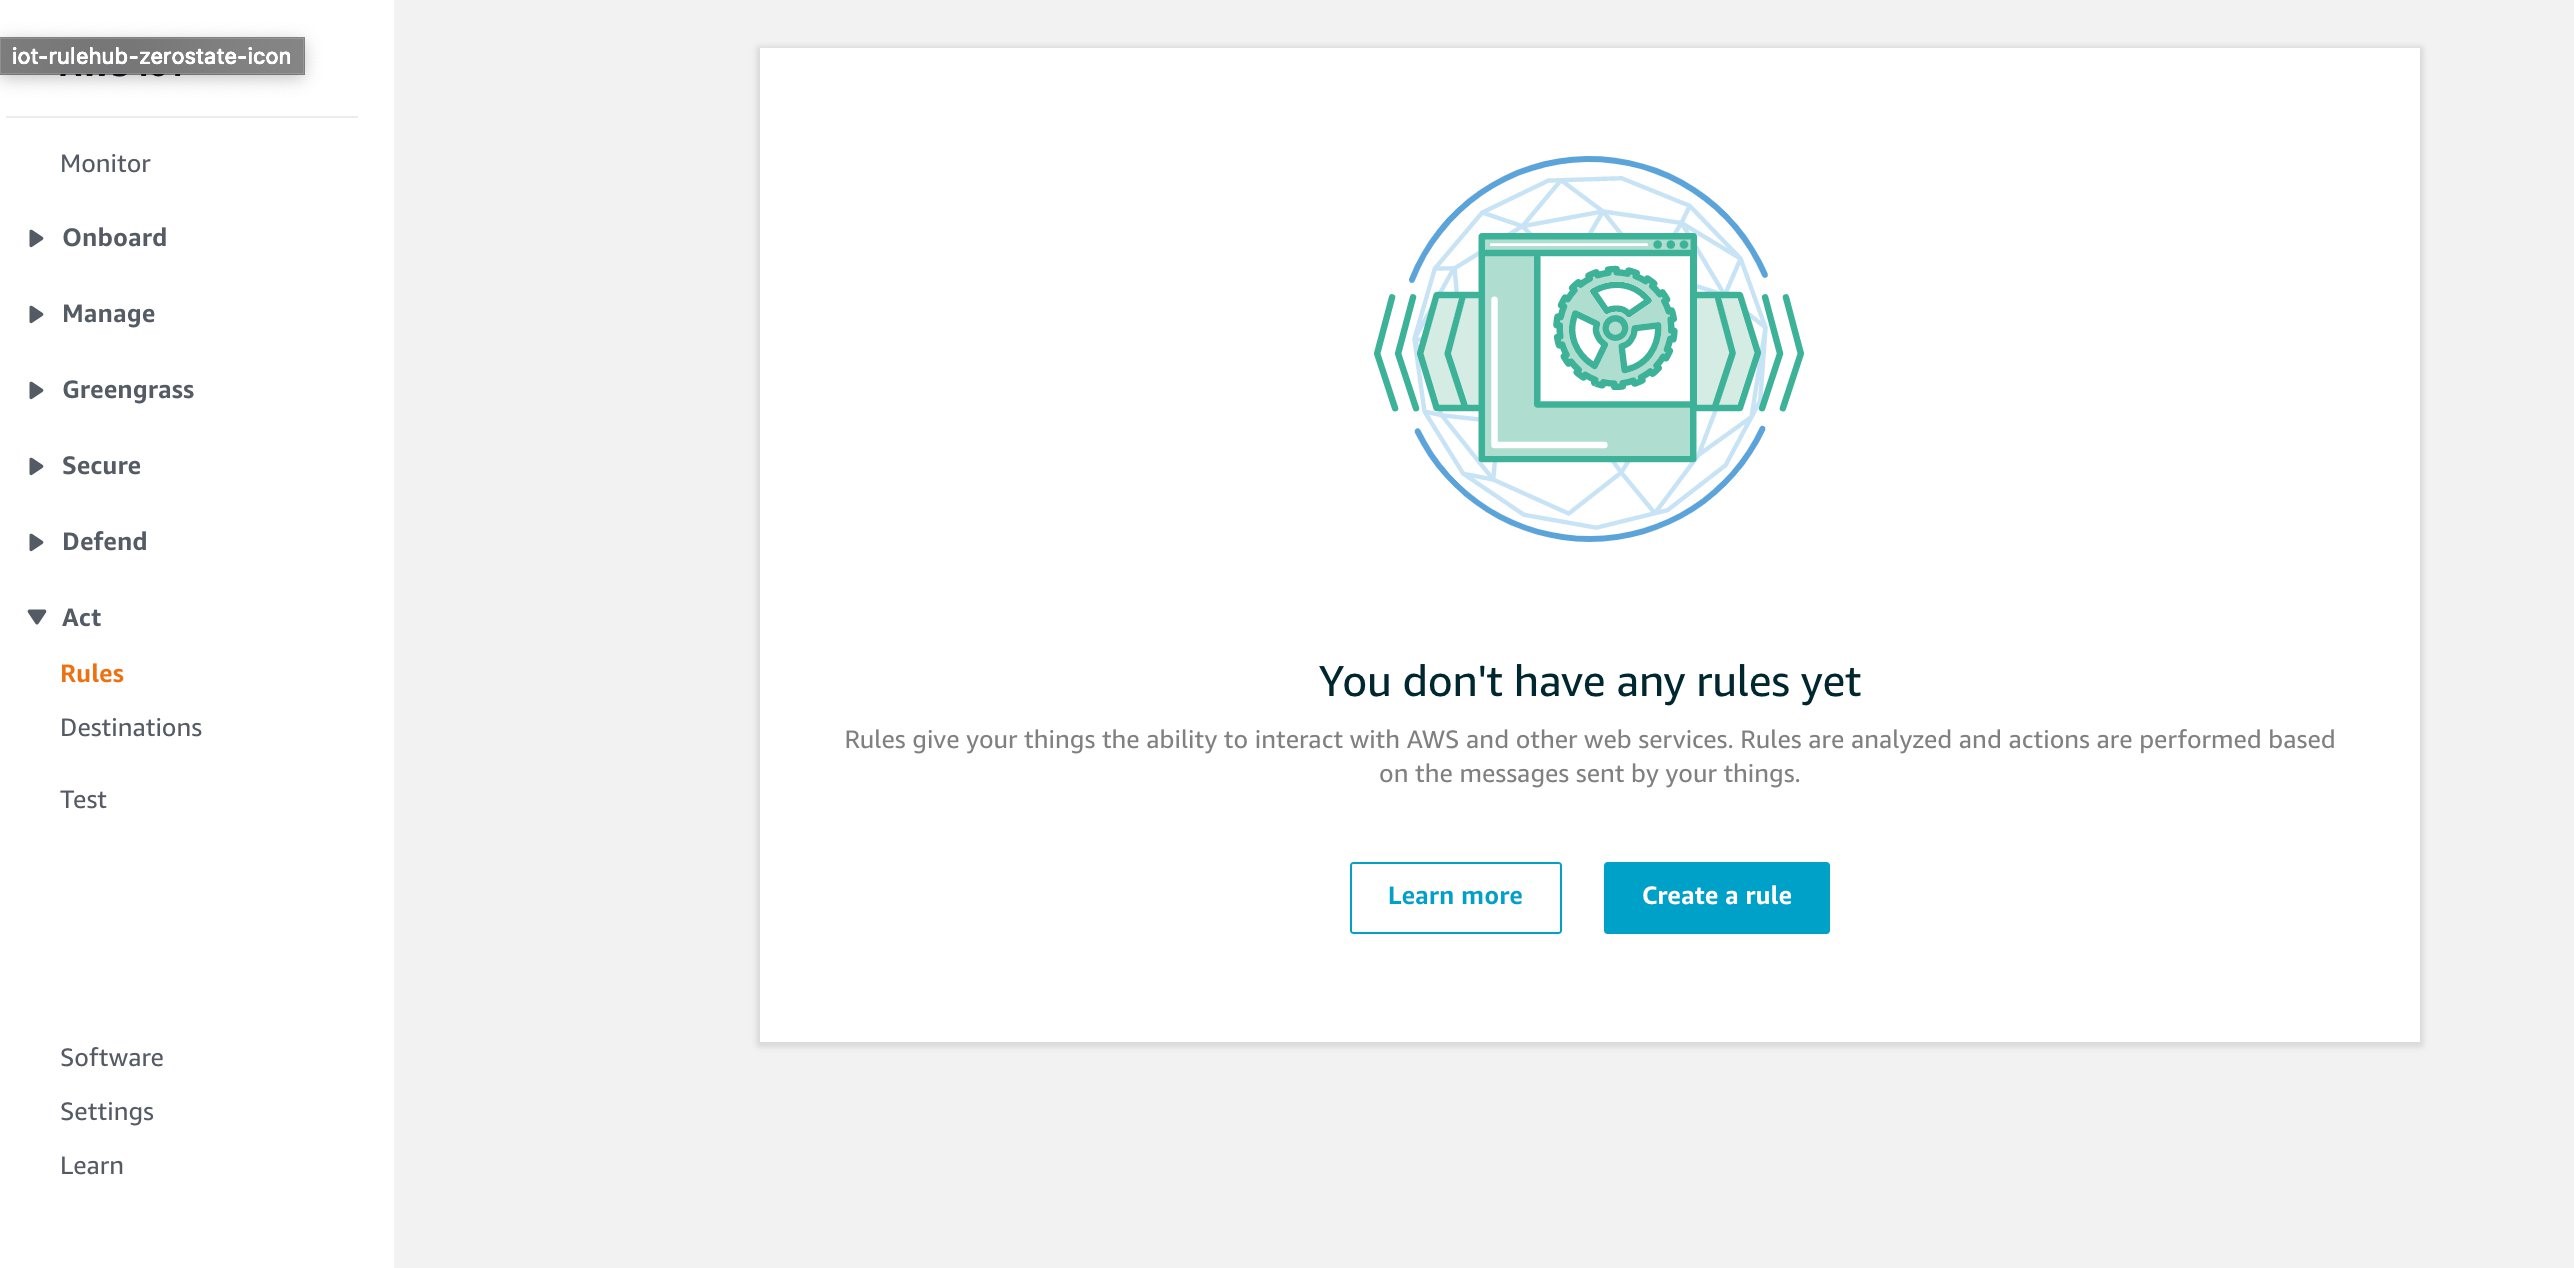 iot-rulehub-zerostate-icon
Monitor
Onboard
Manage
Greengrass
Secure
Defend
Act
Rules
Destinations
Test
Software
Settings
Learn
You don't have any rules yet
Rules give your things the ability to interact with AWS and other web services. Rules are analyzed and actions are performed based
on the messages sent by your things.
Learn more
Create a rule